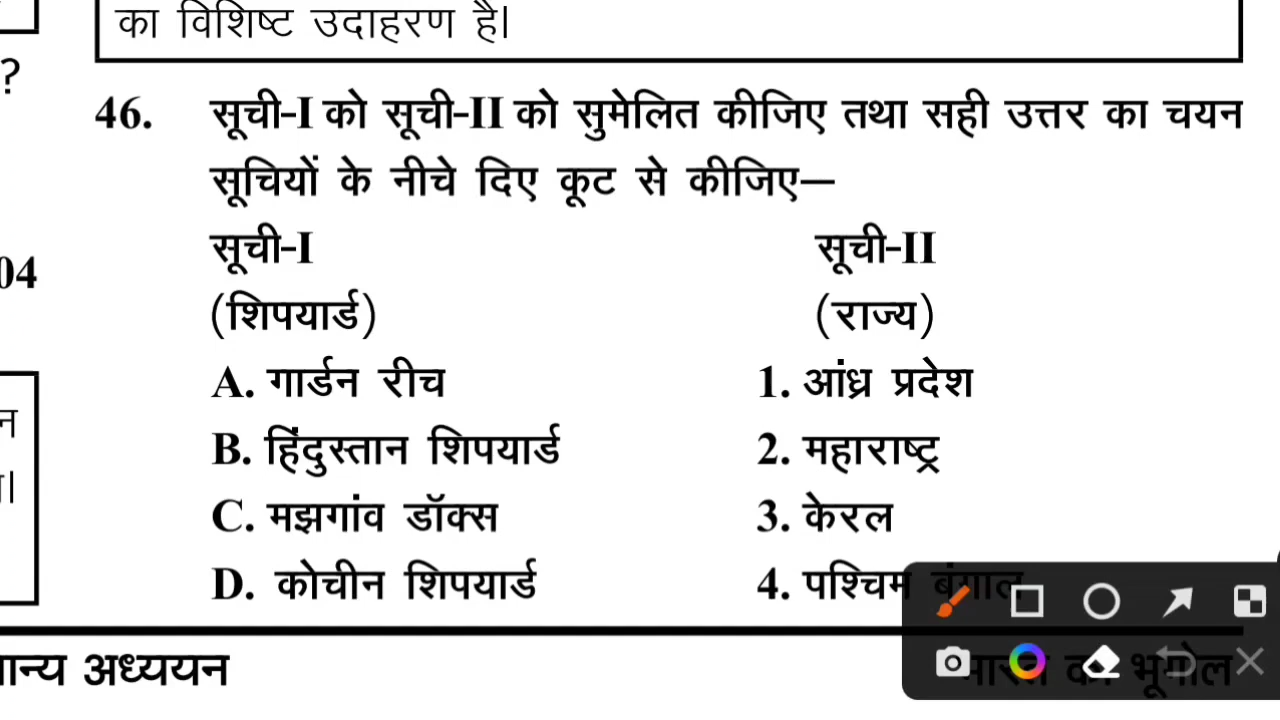 का विशिष्ट उदाहरण है।
?
46. सूची-I को सूची-II को सुमेलित कीजिए तथा सही उत्तर का चयन
सूचियों के नीचे दिए कूट से कीजिए—
सूची-I सूची-II
04
(शिपयार्ड) (राज्य)
A. गार्डन रीच 1. आंध्र प्रदेश
न
B. हिंदुस्तान शिपयार्ड 2. महाराष्ट्र
।
C. मझगांव डॉक्स 3. केरल
D. कोचीन शिपयार्ड 4. पश्चिम बंगाल
ान्य अध्ययन भारत का भूगोल